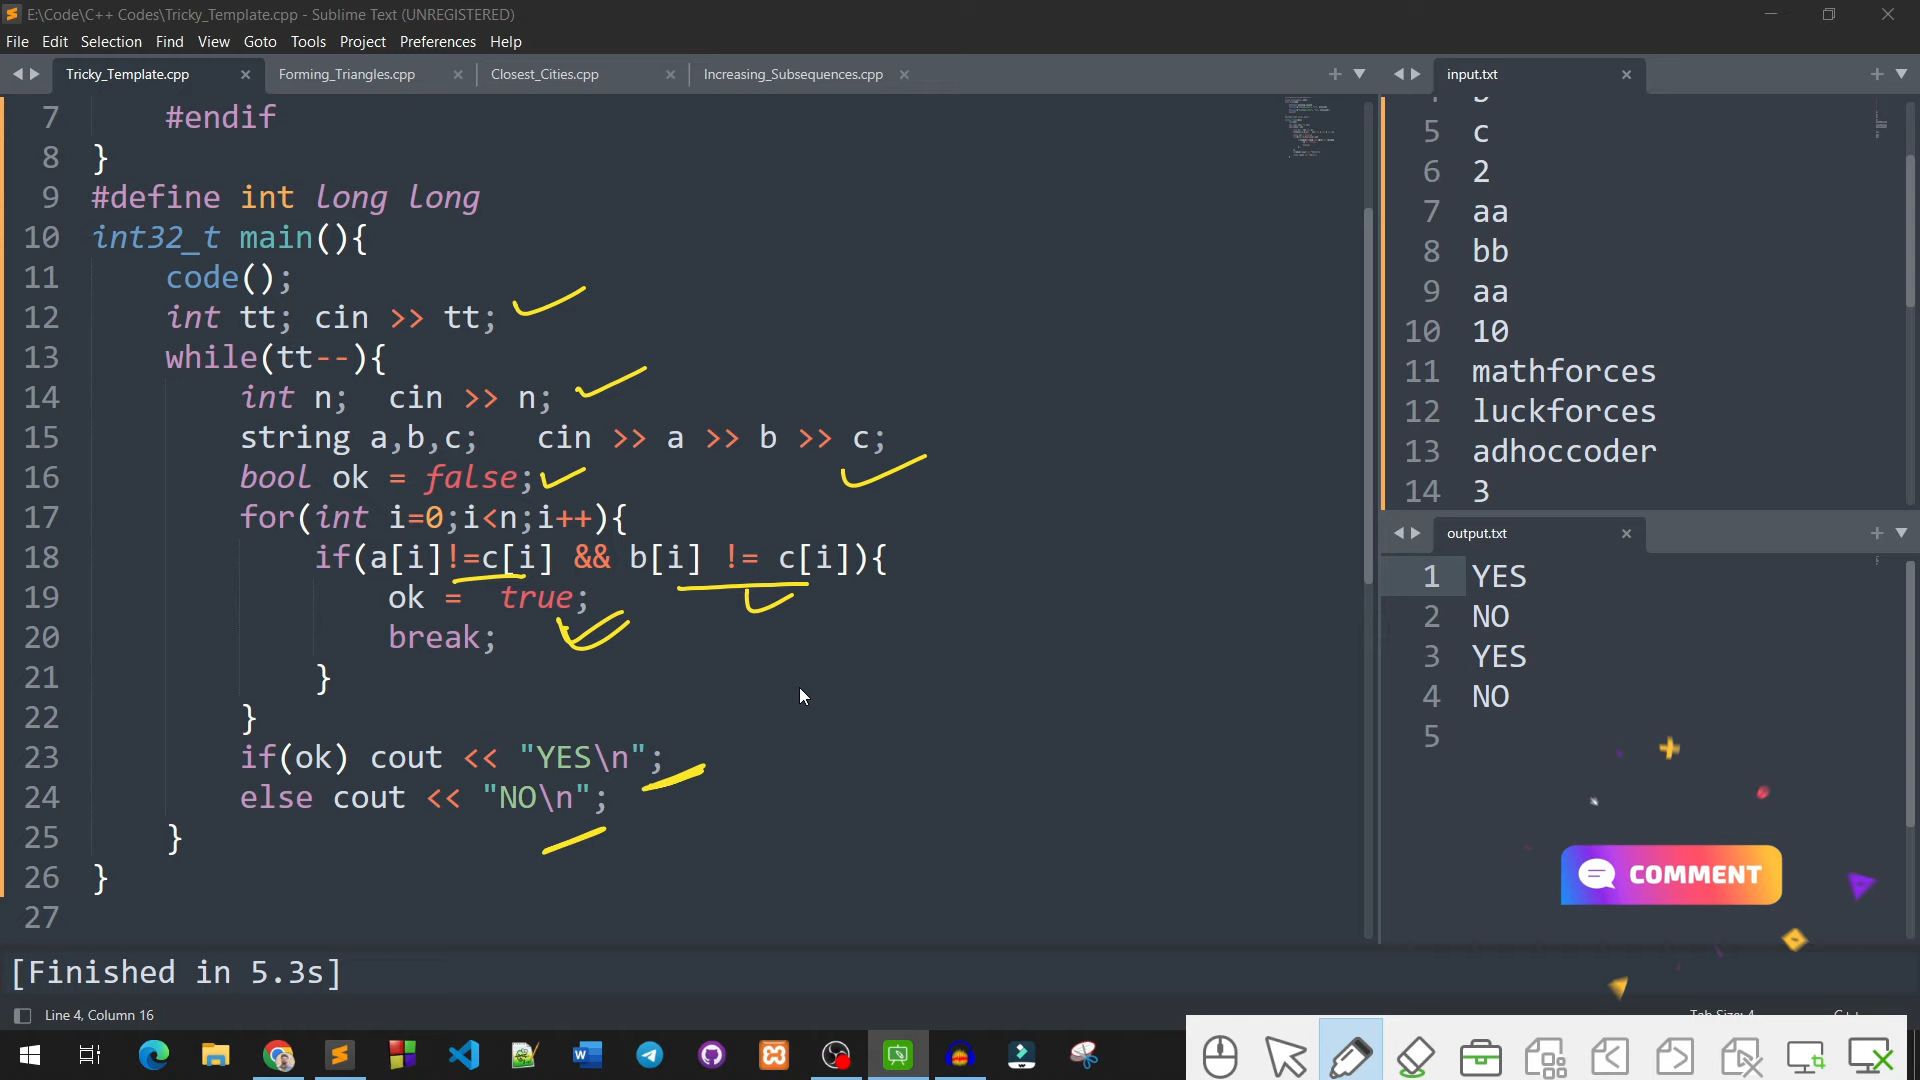 E:\Code\C++ Codes\Tricky_Template.cpp - Sublime Text (UNREGISTERED)
File Edit Selection Find View Goto Tools Project Preferences Help
Tricky_Template.cpp Forming_Triangles.cpp Closest_Cities.cpp Increasing_Subsequences.cpp
7 #endif
8 }
9 #define int long long
10 int32_t main(){
11 code();
12 int tt; cin >> tt;
13 while(tt--){
14 int n; cin >> n;
15 string a,b,c; cin >> a >> b >> c;
16 bool ok = false;
17 for(int i=0;i<n;i++){
18 if(a[i]!=c[i] && b[i] != c[i]){
19 ok = true;
20 break;
21 }
22 }
23 if(ok) cout << "YES\n";
24 else cout << "NO\n";
25 }
26 }
27
input.txt
5 c
6 2
7 aa
8 bb
9 aa
10 10
11 mathforces
12 luckforces
13 adhoccoder
14 3
output.txt
1 YES
2 NO
3 YES
4 NO
5
COMMENT
[Finished in 5.3s]
Line 4, Column 16